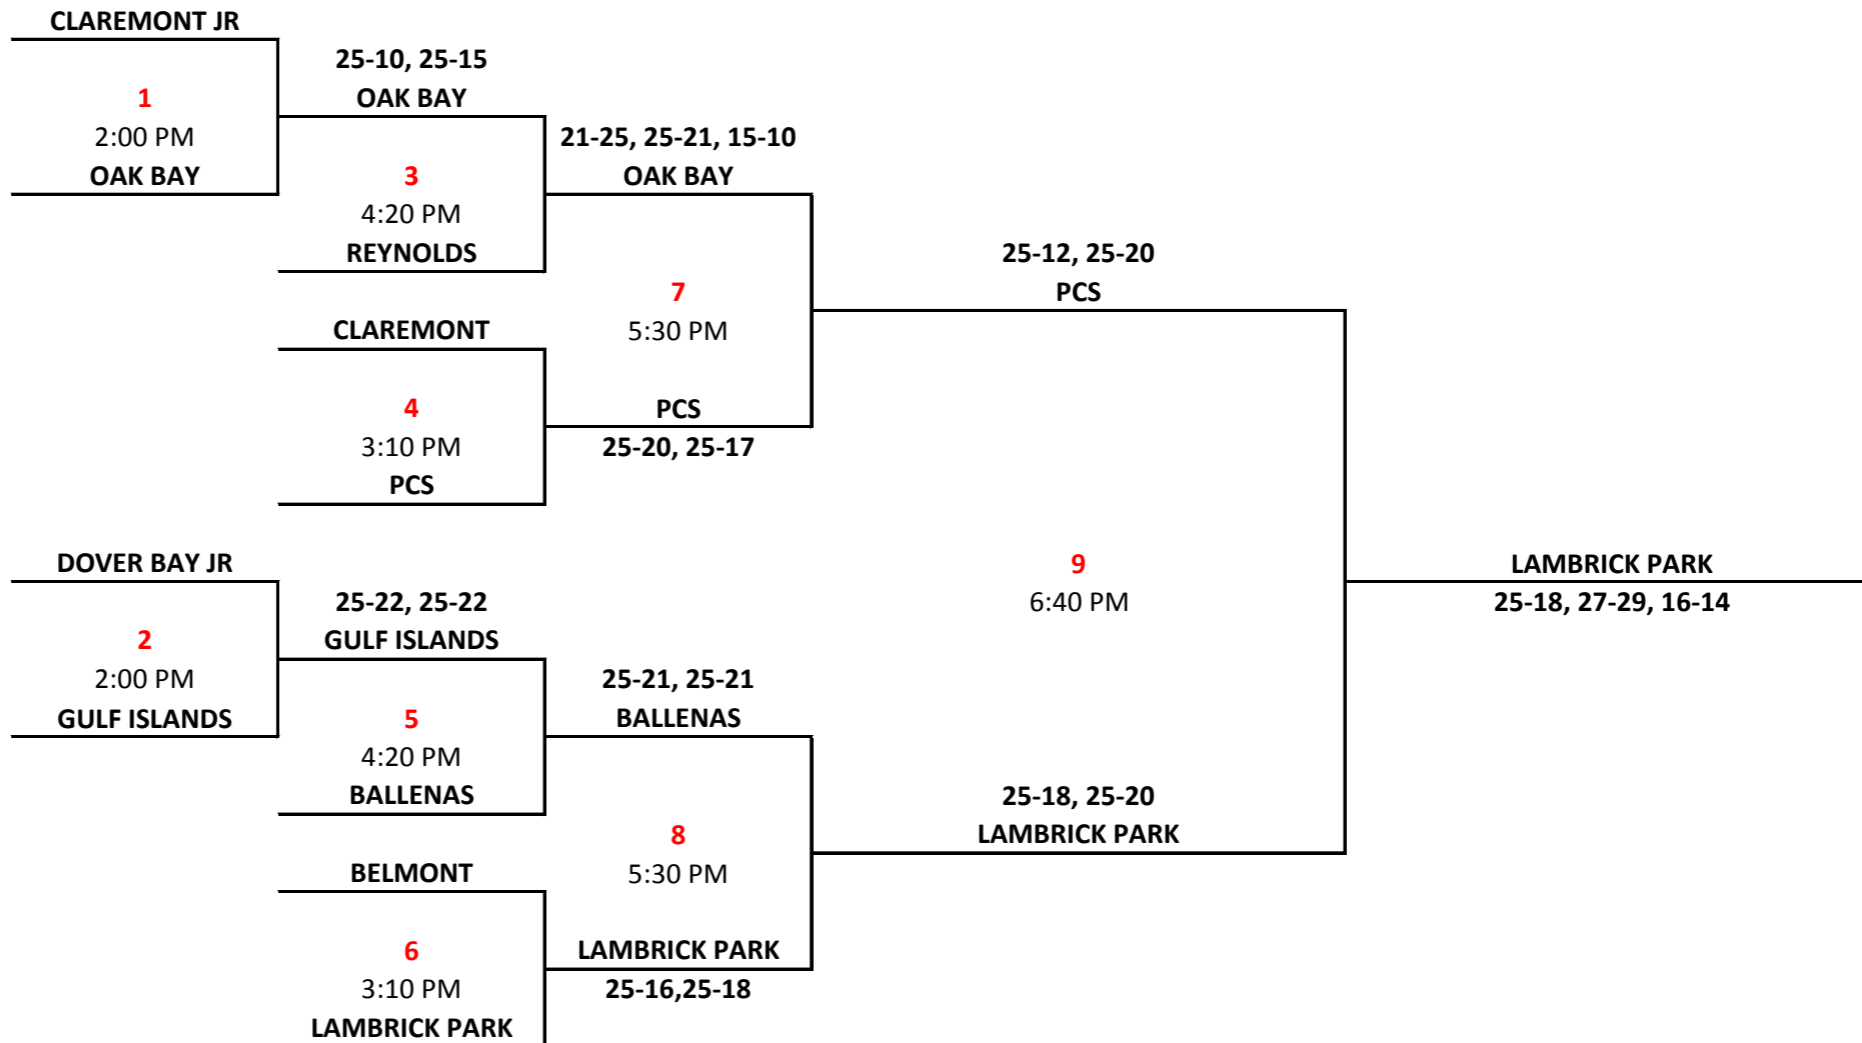 CLAREMONT JR
25-10, 25-15
1
OAK BAY
2:00 PM
21-25, 25-21, 15-10
OAK BAY
3
OAK BAY
4:20 PM
REYNOLDS
25-12, 25-20
7
PCS
CLAREMONT
5:30 PM
4
PCS
3:10 PM
25-20, 25-17
PCS
DOVER BAY JR
9
LAMBRICK PARK
25-22, 25-22
6:40 PM
25-18, 27-29, 16-14
2
GULF ISLANDS
2:00 PM
25-21, 25-21
GULF ISLANDS
5
BALLENAS
4:20 PM
BALLENAS
25-18, 25-20
8
LAMBRICK PARK
BELMONT
5:30 PM
6
LAMBRICK PARK
3:10 PM
25-16,25-18
LAMBRICK PARK